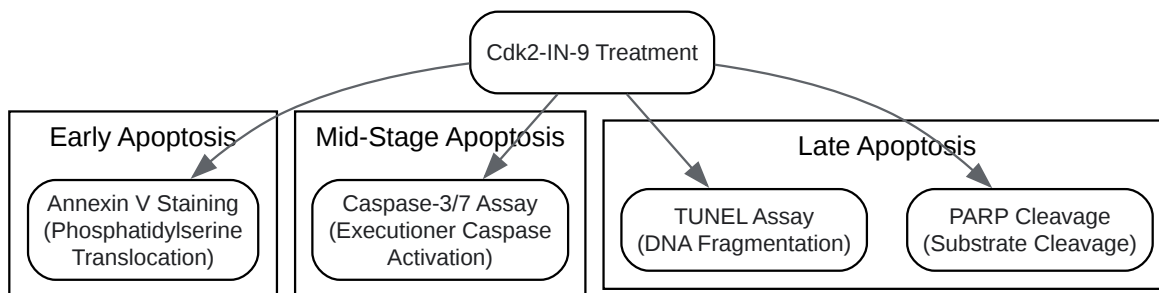 Cdk2-IN-9 Treatment
Early Apoptosis
Annexin V Staining
(Phosphatidylserine
Translocation)
Mid-Stage Apoptosis
Caspase-3/7 Assay
(Executioner Caspase
Activation)
Late Apoptosis
TUNEL Assay
(DNA Fragmentation)
PARP Cleavage
(Substrate Cleavage)